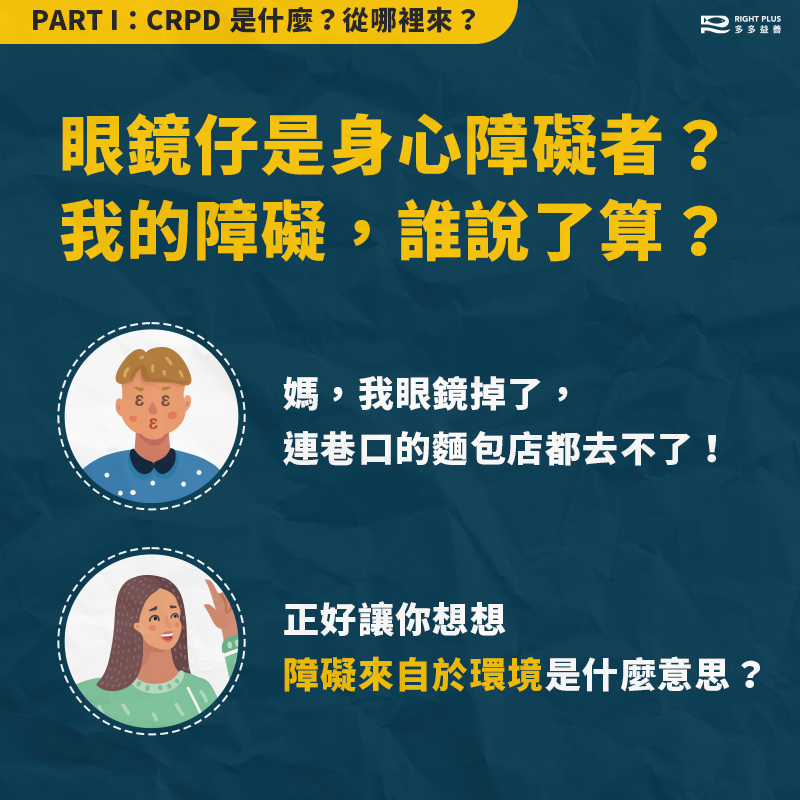 PART I：CRPD 是什麼？從哪裡來？
RIGHT PLUS
多多益善
眼鏡仔是身心障礙者？
我的障礙，誰說了算？
媽，我眼鏡掉了，
連巷口的麵包店都去不了！
正好讓你想想
障礙來自於環境是什麼意思？